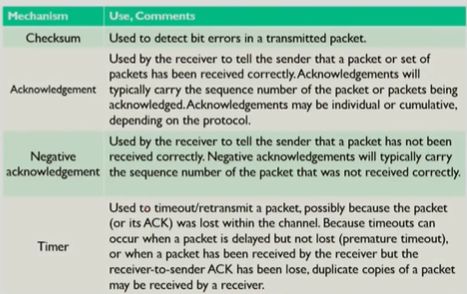 Mechanism Use, Comments
Checksum Used to detect bit errors in a transmitted packet.
Used by the receiver to tell the sender that a packet or set of
packets has been received correctly. Acknowledgements will
Acknowledgement typically carry the sequence number of the packet or packets being
acknowledged. Acknowledgements may be individual or cumulative,
depending on the protocol.
Used by the receiver to tell the sender that a packet has not been
Negative received correctly. Negative acknowledgements will typically carry
acknowledgement the sequence number of the packet that was not received correctly.
Used to timeout/retransmit a packet, possibly because the packet
(or its ACK) was lost within the channel. Because timeouts can
Timer occur when a packet is delayed but not lost (premature timeout),
or when a packet has been received by the receiver but the
receiver-to-sender ACK has been lose, duplicate copies of a
packet may be received by a receiver.